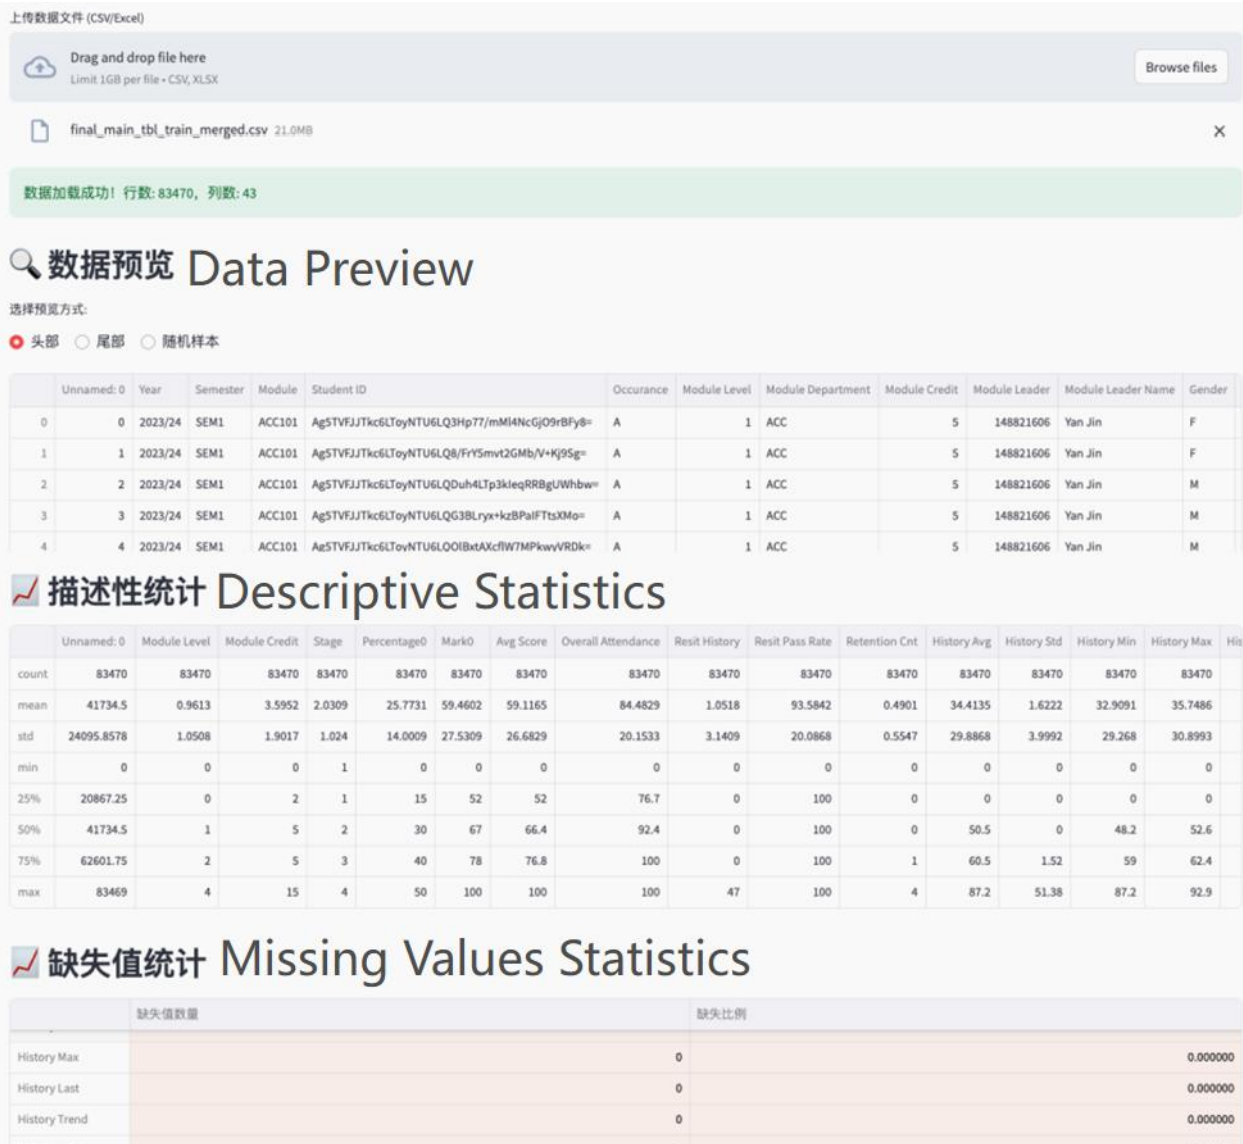 上传数据文件 (CSV/Excel)
Drag and drop file here
Limit 1GB per file • CSV, XLSX
Browse files
final_main_tbl_train_merged.csv 21.0MB
数据加载成功！行数: 83470，列数: 43
数据预览 Data Preview
选择预览方式:
头部 尾部 随机样本
Unnamed: 0 Year Semester Module Student ID Occurance Module Level Module Department Module Credit Module Leader Module Leader Name Gender
0 0 2023/24 SEM1 ACC101 A 1 ACC 5 148821606 Yan Jin F
1 1 2023/24 SEM1 ACC101 A 1 ACC 5 148821606 Yan Jin F
2 2 2023/24 SEM1 ACC101 A 1 ACC 5 148821606 Yan Jin M
3 3 2023/24 SEM1 ACC101 A 1 ACC 5 148821606 Yan Jin M
4 4 2023/24 SEM1 ACC101 A 1 ACC 5 148821606 Yan Jin M
描述性统计 Descriptive Statistics
Unnamed: 0 Module Level Module Credit Stage Percentage0 Mark0 Avg Score Overall Attendance Resit History Resit Pass Rate Retention Cnt History Avg History Std History Min History Max His
count 83470 83470 83470 83470 83470 83470 83470 83470 83470 83470 83470 83470 83470 83470 83470
mean 41734.5 0.9613 3.5952 2.0309 25.7731 59.4602 59.1165 84.4829 1.0518 93.5842 0.4901 34.4135 1.6222 32.9091 35.7486
std 24095.8578 1.0508 1.9017 1.024 14.0009 27.5309 26.6829 20.1533 3.1409 20.0868 0.5547 29.8868 3.9992 29.268 30.8993
min 0 0 0 1 0 0 0 0 0 0 0 0 0 0 0
25% 20867.25 0 2 1 15 52 52 76.7 0 100 0 0 0 0 0
50% 41734.5 1 5 2 30 67 66.4 92.4 0 100 0 50.5 0 48.2 52.6
75% 62601.75 2 5 3 40 78 76.8 100 0 100 1 60.5 1.52 59 62.4
max 83469 4 15 4 50 100 100 100 47 100 4 87.2 51.38 87.2 92.9
缺失值统计 Missing Values Statistics
缺失值数量 缺失比例
History Max 0 0.000000
History Last 0 0.000000
History Trend 0 0.000000